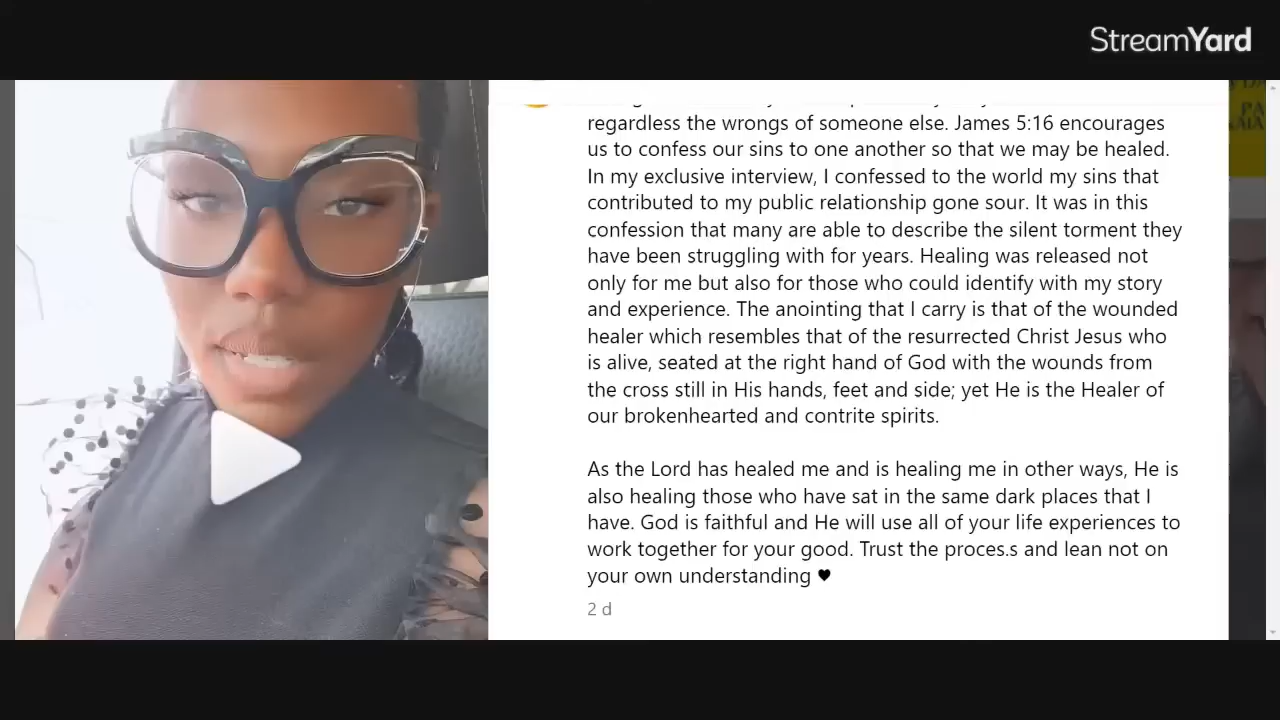 StreamYard
regardless the wrongs of someone else. James 5:16 encourages
us to confess our sins to one another so that we may be healed.
In my exclusive interview, I confessed to the world my sins that
contributed to my public relationship gone sour. It was in this
confession that many are able to describe the silent torment they
have been struggling with for years. Healing was released not
only for me but also for those who could identify with my story
and experience. The anointing that I carry is that of the wounded
healer which resembles that of the resurrected Christ Jesus who
is alive, seated at the right hand of God with the wounds from
the cross still in His hands, feet and side; yet He is the Healer of
our brokenhearted and contrite spirits.
As the Lord has healed me and is healing me in other ways, He is
also healing those who have sat in the same dark places that I
have. God is faithful and He will use all of your life experiences to
work together for your good. Trust the proces.s and lean not on
your own understanding ♥
2 d